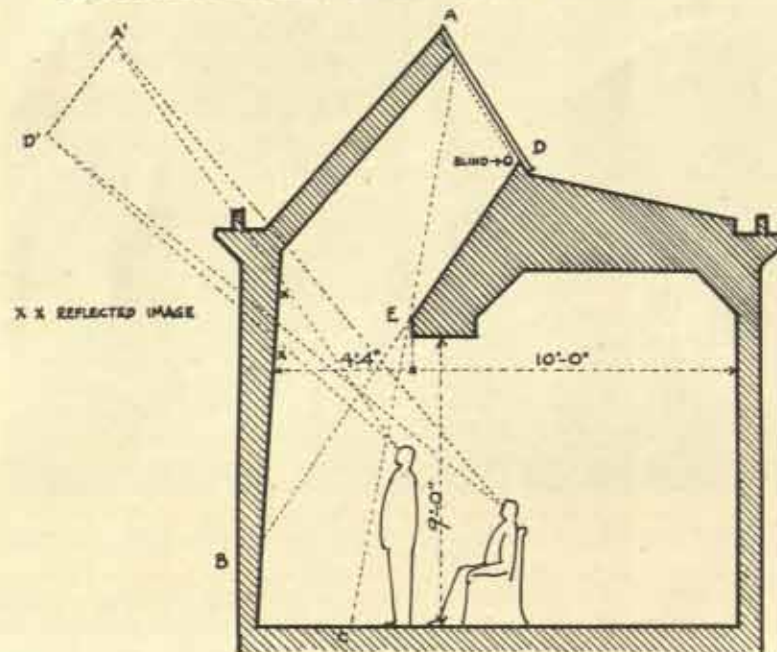 A
A'
D'
BLIND→O D
X X REFLECTED IMAGE
x
E
x
4'-4" 10'-0"
9'-0"
B
C